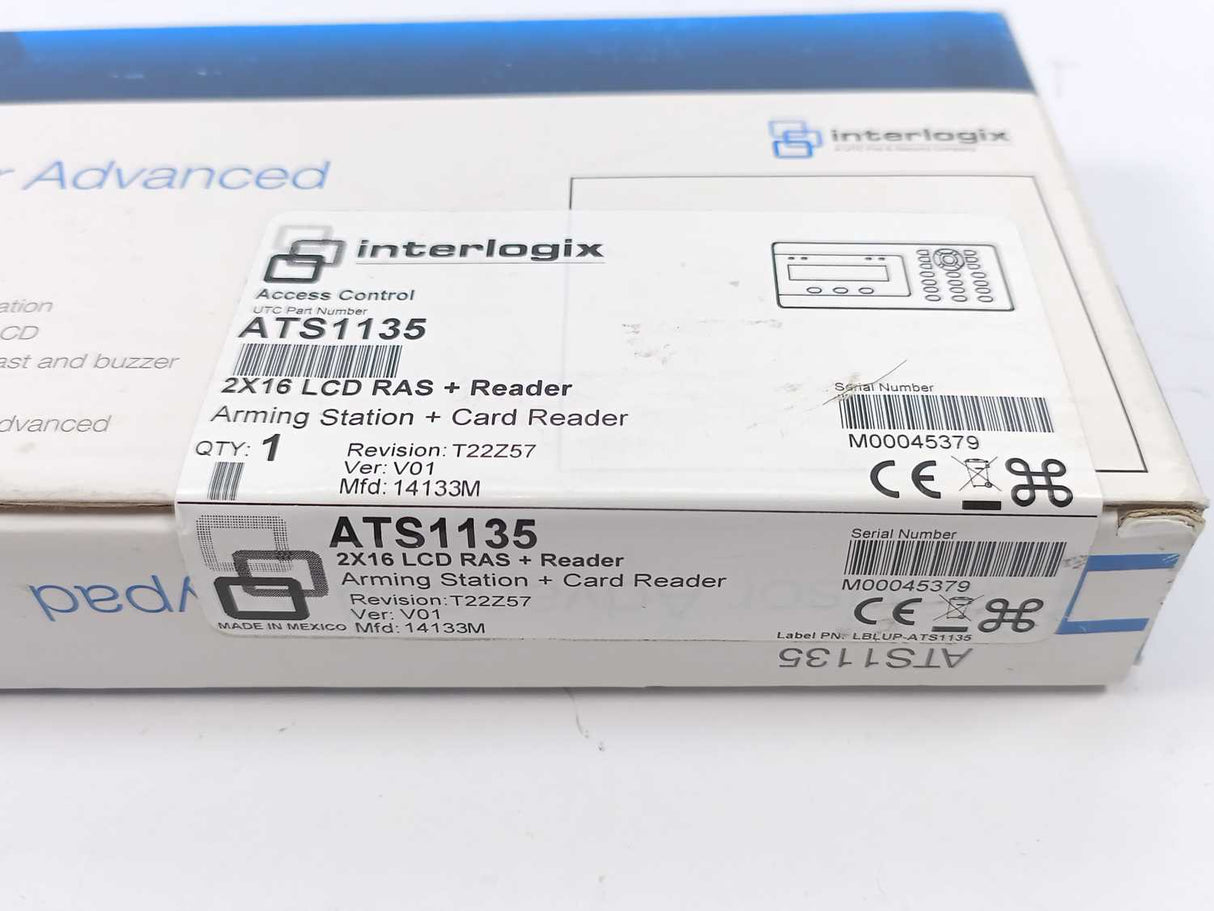 interlogix
Advanced
interlogix
Access Control
UTC Part Number
ATS1135
2X16 LCD RAS + Reader
Arming Station + Card Reader
QTY: 1
Revision: T22Z57
Ver: V01
Mfd: 14133M
Serial Number
M00045379
CE
and buzzer
ATS1135
2X16 LCD RAS + Reader
Arming Station + Card Reader
Revision: T22Z57
Ver: V01
MADE IN MEXICO Mfd: 14133M
Serial Number
M00045379
CE
Label PN: LBLUP-ATS1135
ATS1135